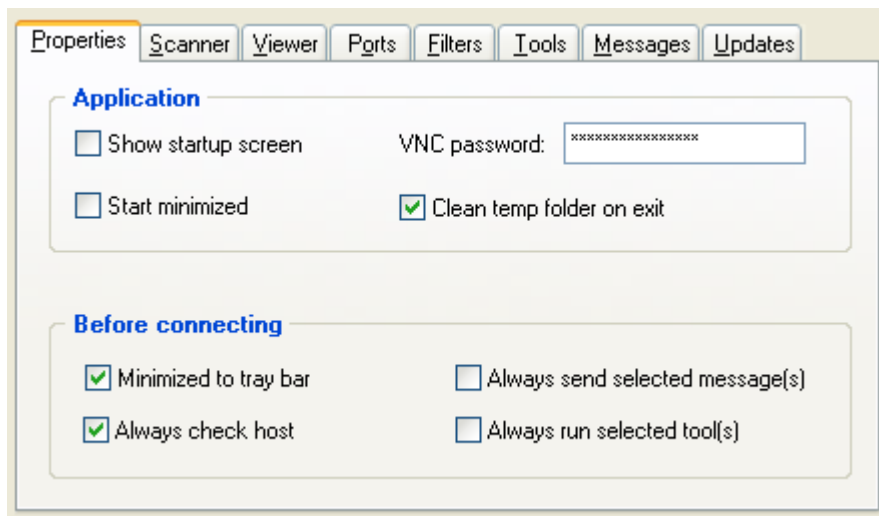 Properties Scanner Viewer Ports Filters Tools Messages Updates
Application
Show startup screen VNC password: ****************
Start minimized Clean temp folder on exit
Before connecting
Minimized to tray bar Always send selected message(s)
Always check host Always run selected tool(s)